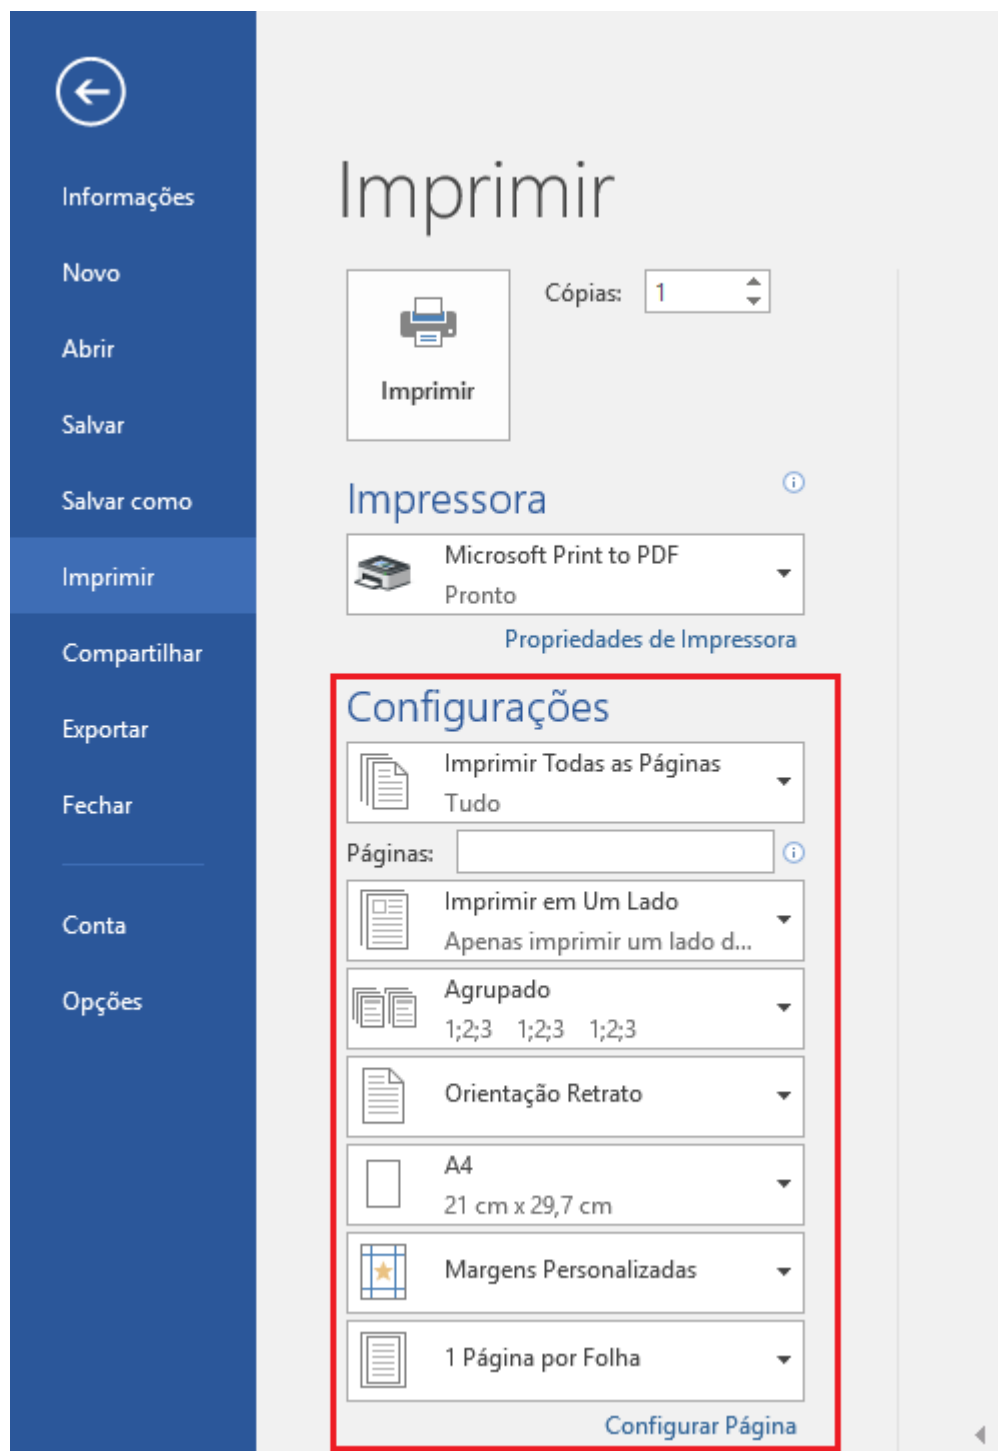 Informações
Novo
Abrir
Salvar
Salvar como
Imprimir
Compartilhar
Exportar
Fechar
Conta
Opções
Imprimir
Imprimir
Cópias: 1
Impressora
Microsoft Print to PDF
Pronto
Propriedades de Impressora
Configurações
Imprimir Todas as Páginas
Tudo
Páginas:
Imprimir em Um Lado
Apenas imprimir um lado d...
Agrupado
1;2;3 1;2;3 1;2;3
Orientação Retrato
A4
21 cm x 29,7 cm
Margens Personalizadas
1 Página por Folha
Configurar Página